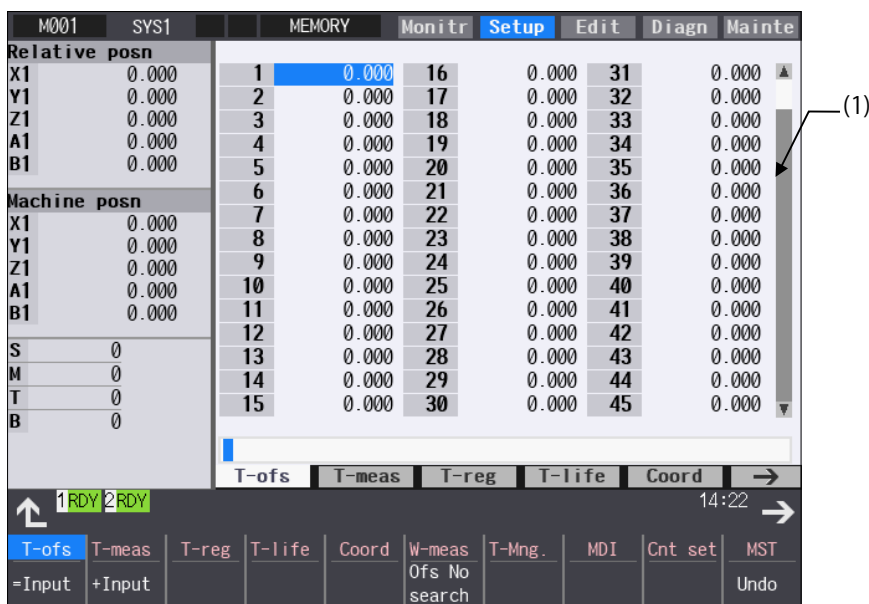 M001 SYS1 MEMORY Monitr Setup Edit Diagn Mainte
Relative posn
X1 0.000
Y1 0.000
Z1 0.000
A1 0.000
B1 0.000
Machine posn
X1 0.000
Y1 0.000
Z1 0.000
A1 0.000
B1 0.000
S 0
M 0
T 0
B 0
1 0.000 16 0.000 31 0.000
2 0.000 17 0.000 32 0.000
3 0.000 18 0.000 33 0.000
4 0.000 19 0.000 34 0.000
5 0.000 20 0.000 35 0.000
6 0.000 21 0.000 36 0.000
7 0.000 22 0.000 37 0.000
8 0.000 23 0.000 38 0.000
9 0.000 24 0.000 39 0.000
10 0.000 25 0.000 40 0.000
11 0.000 26 0.000 41 0.000
12 0.000 27 0.000 42 0.000
13 0.000 28 0.000 43 0.000
14 0.000 29 0.000 44 0.000
15 0.000 30 0.000 45 0.000
(1)
T-ofs T-meas T-reg T-life Coord →
1 RDY 2 RDY 14:22
T-ofs T-meas T-reg T-life Coord W-meas T-Mng. MDI Cnt set MST
=Input +Input Ofs No search Undo